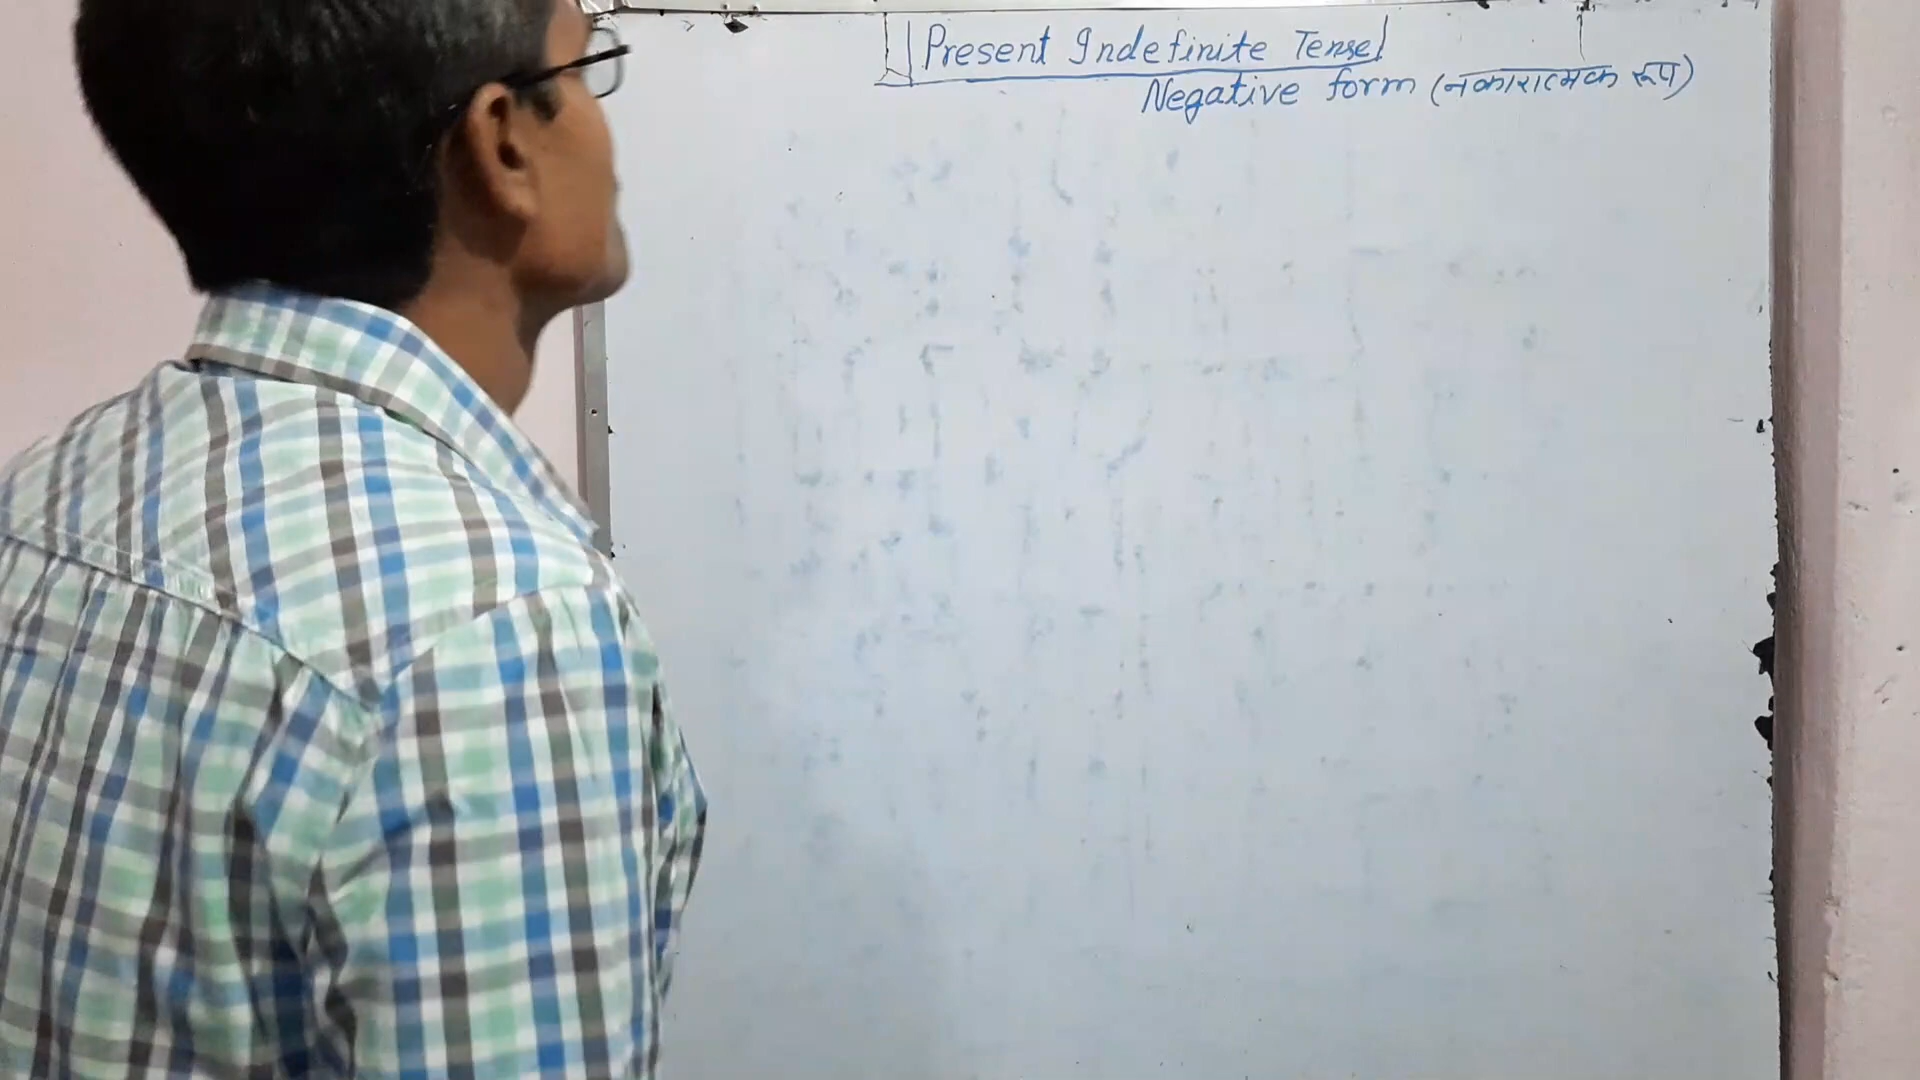 Present Indefinite Tense
Negative form (नकारात्मक रूप)